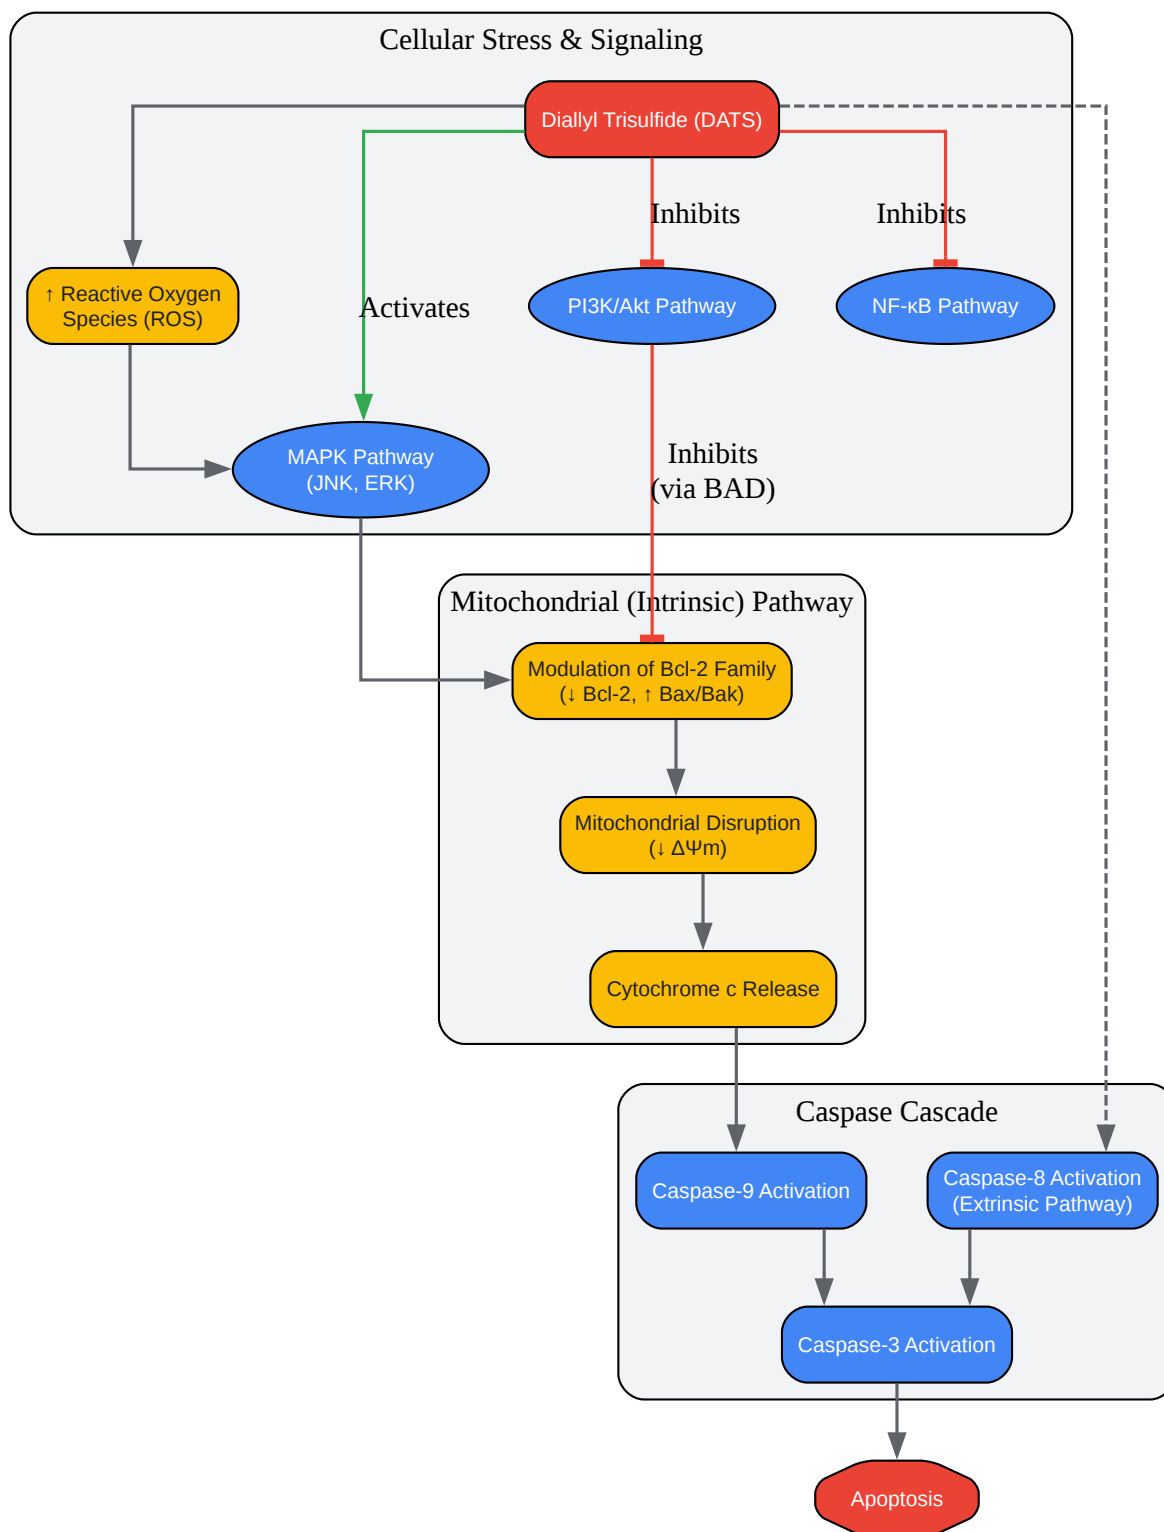 Cellular Stress & Signaling
Diallyl Trisulfide (DATS)
Inhibits
Inhibits
↑ Reactive Oxygen
Species (ROS)
Activates
PI3K/Akt Pathway
NF-κB Pathway
MAPK Pathway
(JNK, ERK)
Inhibits
(via BAD)
Mitochondrial (Intrinsic) Pathway
Modulation of Bcl-2 Family
(↓ Bcl-2, ↑ Bax/Bak)
Mitochondrial Disruption
(↓ ΔΨm)
Cytochrome c Release
Caspase Cascade
Caspase-9 Activation
Caspase-8 Activation
(Extrinsic Pathway)
Caspase-3 Activation
Apoptosis